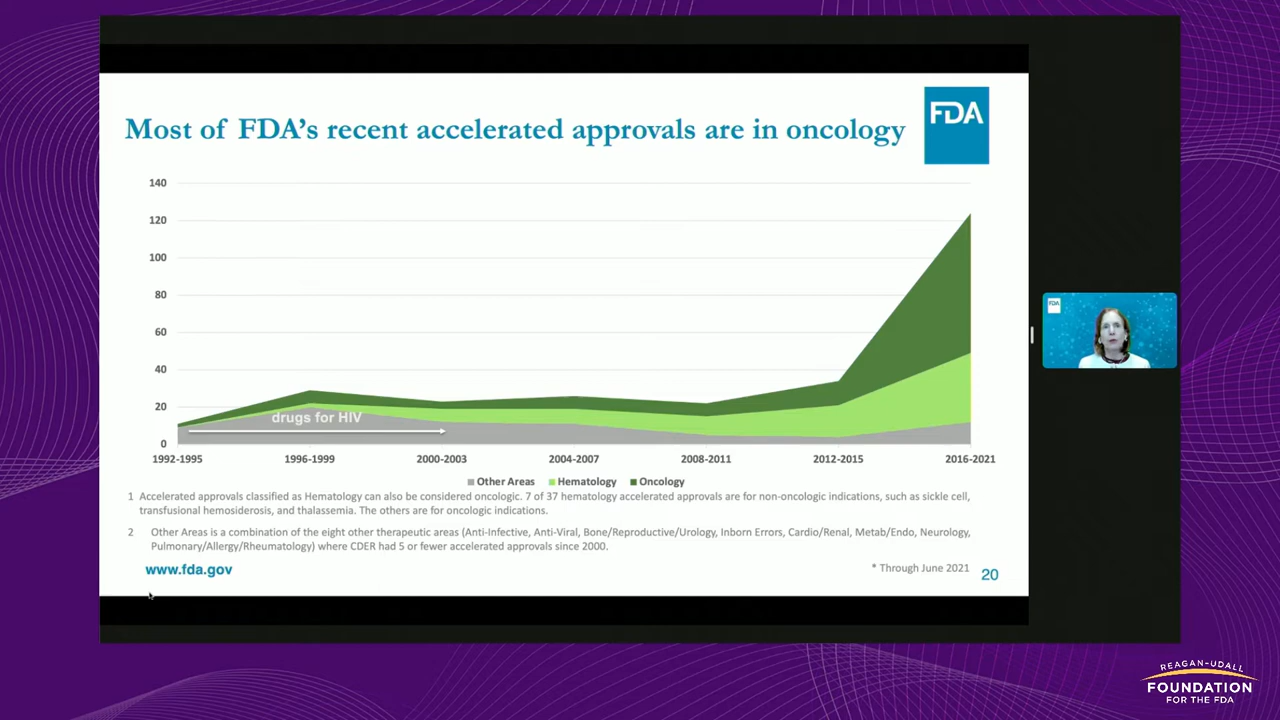 Most of FDA's recent accelerated approvals are in oncology
FDA
140
120
100
80
60
40
20
0
drugs for HIV
1992-1995 1996-1999 2000-2003 2004-2007 2008-2011 2012-2015 2016-2021
Other Areas Hematology Oncology
1 Accelerated approvals classified as Hematology can also be considered oncologic. 7 of 37 hematology accelerated approvals are for non-oncologic indications, such as sickle cell,
transfusional hemosiderosis, and thalassemia. The others are for oncologic indications.
2 Other Areas is a combination of the eight other therapeutic areas (Anti-Infective, Anti-Viral, Bone/Reproductive/Urology, Inborn Errors, Cardio/Renal, Metab/Endo, Neurology,
Pulmonary/Allergy/Rheumatology) where CDER had 5 or fewer accelerated approvals since 2000.
www.fda.gov
* Through June 2021
20
FDA
REAGAN-UDALL
FOUNDATION
FOR THE FDA